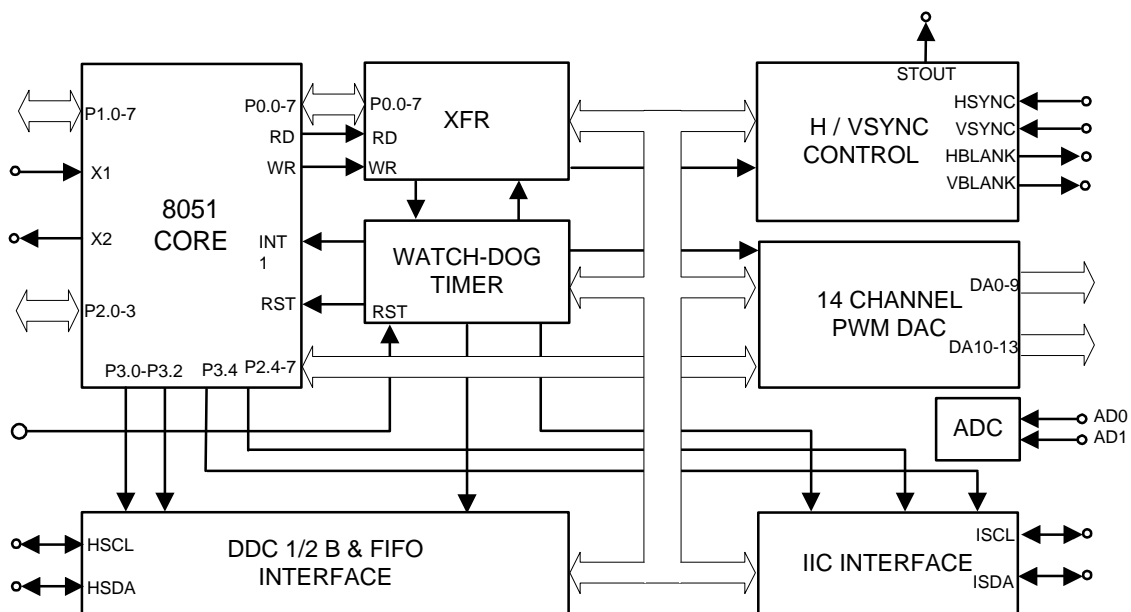 STOUT
P1.0-7
P0.0-7
P0.0-7
XFR
RD
RD
WR
WR
H / VSYNC
CONTROL
HSYNC
VSYNC
HBLANK
VBLANK
X1
X2
8051
CORE
INT
1
RST
P2.0-3
P3.0-P3.2
P3.4
P2.4-7
WATCH-DOG
TIMER
RST
14 CHANNEL
PWM DAC
DA0-9
DA10-13
ADC
AD0
AD1
HSCL
HSDA
DDC 1/2 B & FIFO
INTERFACE
IIC INTERFACE
ISCL
ISDA